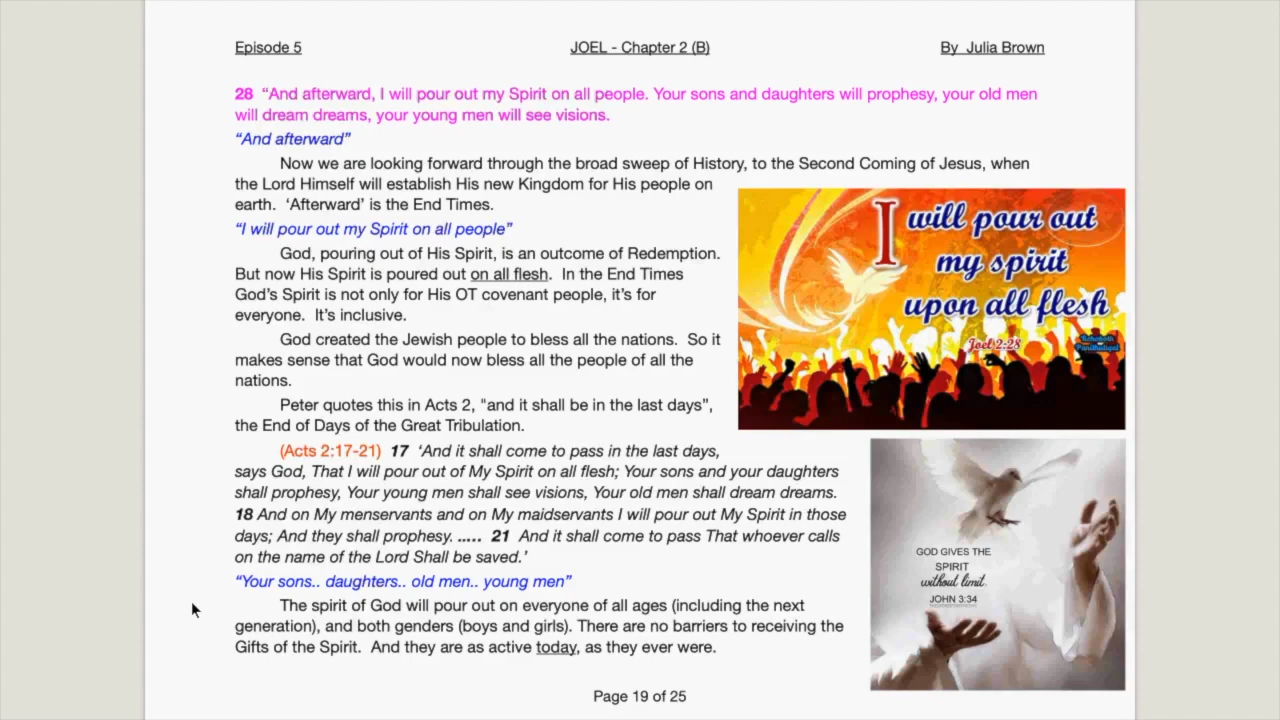 Episode 5
JOEL - Chapter 2 (B)
By Julia Brown
28 “And afterward, I will pour out my Spirit on all people. Your sons and daughters will prophesy, your old men
will dream dreams, your young men will see visions.
“And afterward”
Now we are looking forward through the broad sweep of History, to the Second Coming of Jesus, when
the Lord Himself will establish His new Kingdom for His people on
earth. ‘Afterward’ is the End Times.
“I will pour out my Spirit on all people”
God, pouring out of His Spirit, is an outcome of Redemption.
But now His Spirit is poured out on all flesh. In the End Times
God’s Spirit is not only for His OT covenant people, it’s for
everyone. It’s inclusive.
God created the Jewish people to bless all the nations. So it
makes sense that God would now bless all the people of all the
nations.
Peter quotes this in Acts 2, "and it shall be in the last days”,
the End of Days of the Great Tribulation.
(Acts 2:17-21) 17 ‘And it shall come to pass in the last days,
says God, That I will pour out of My Spirit on all flesh; Your sons and your daughters
shall prophesy, Your young men shall see visions, Your old men shall dream dreams.
18 And on My menservants and on My maidservants I will pour out My Spirit in those
days; And they shall prophesy. ..... 21 And it shall come to pass That whoever calls
on the name of the Lord Shall be saved.’
“Your sons.. daughters.. old men.. young men”
The spirit of God will pour out on everyone of all ages (including the next
generation), and both genders (boys and girls). There are no barriers to receiving the
Gifts of the Spirit. And they are as active today, as they ever were.
I will pour out
my spirit
upon all flesh
Joel 2:28
GOD GIVES THE
SPIRIT
without limit.
JOHN 3:34
Page 19 of 25